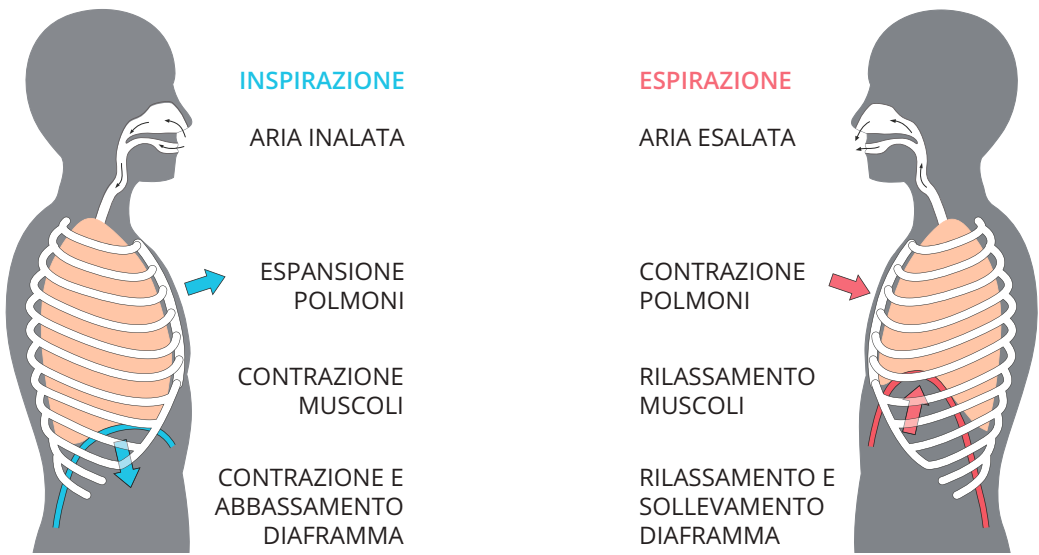 INSPIRAZIONE
ARIA INALATA
ESPANSIONE
POLMONI
CONTRAZIONE
MUSCOLI
CONTRAZIONE E
ABBASSAMENTO
DIAFRAMMA
ESPIRAZIONE
ARIA ESALATA
CONTRAZIONE
POLMONI
RILASSAMENTO
MUSCOLI
RILASSAMENTO E
SOLLEVAMENTO
DIAFRAMMA